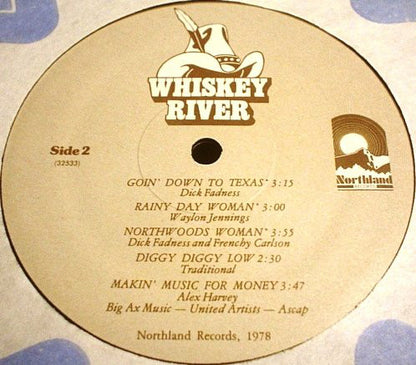 WHISKEY
RIVER
Side 2
(32533)
Northland
RECORDS
GOIN' DOWN TO TEXAS* 3:15
Dick Fadness
RAINY DAY WOMAN* 3:00
Waylon Jennings
NORTHWOODS WOMAN* 3:55
Dick Fadness and Frenchy Carlson
DIGGY DIGGY LOW 2:30
Traditional
MAKIN' MUSIC FOR MONEY 3:47
Alex Harvey
Big Ax Music — United Artists — Ascap
Northland Records, 1978